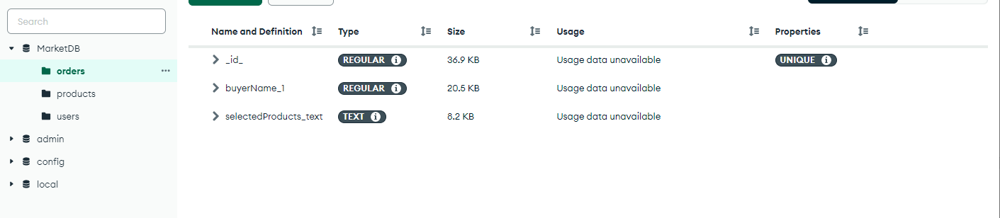 Search
Name and Definition Type Size Usage Properties
MarketDB
_id_ REGULAR 36.9 KB Usage data unavailable UNIQUE
orders
buyerName_1 REGULAR 20.5 KB Usage data unavailable
products
selectedProducts_text TEXT 8.2 KB Usage data unavailable
users
admin
config
local